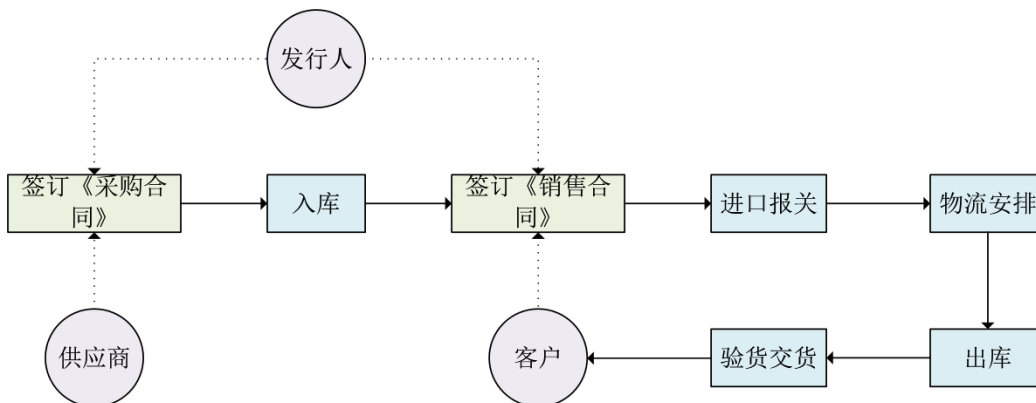 发行人
签订《采购合
同》
入库
签订《销售合
同》
进口报关
物流安排
供应商
客户
验货交货
出库